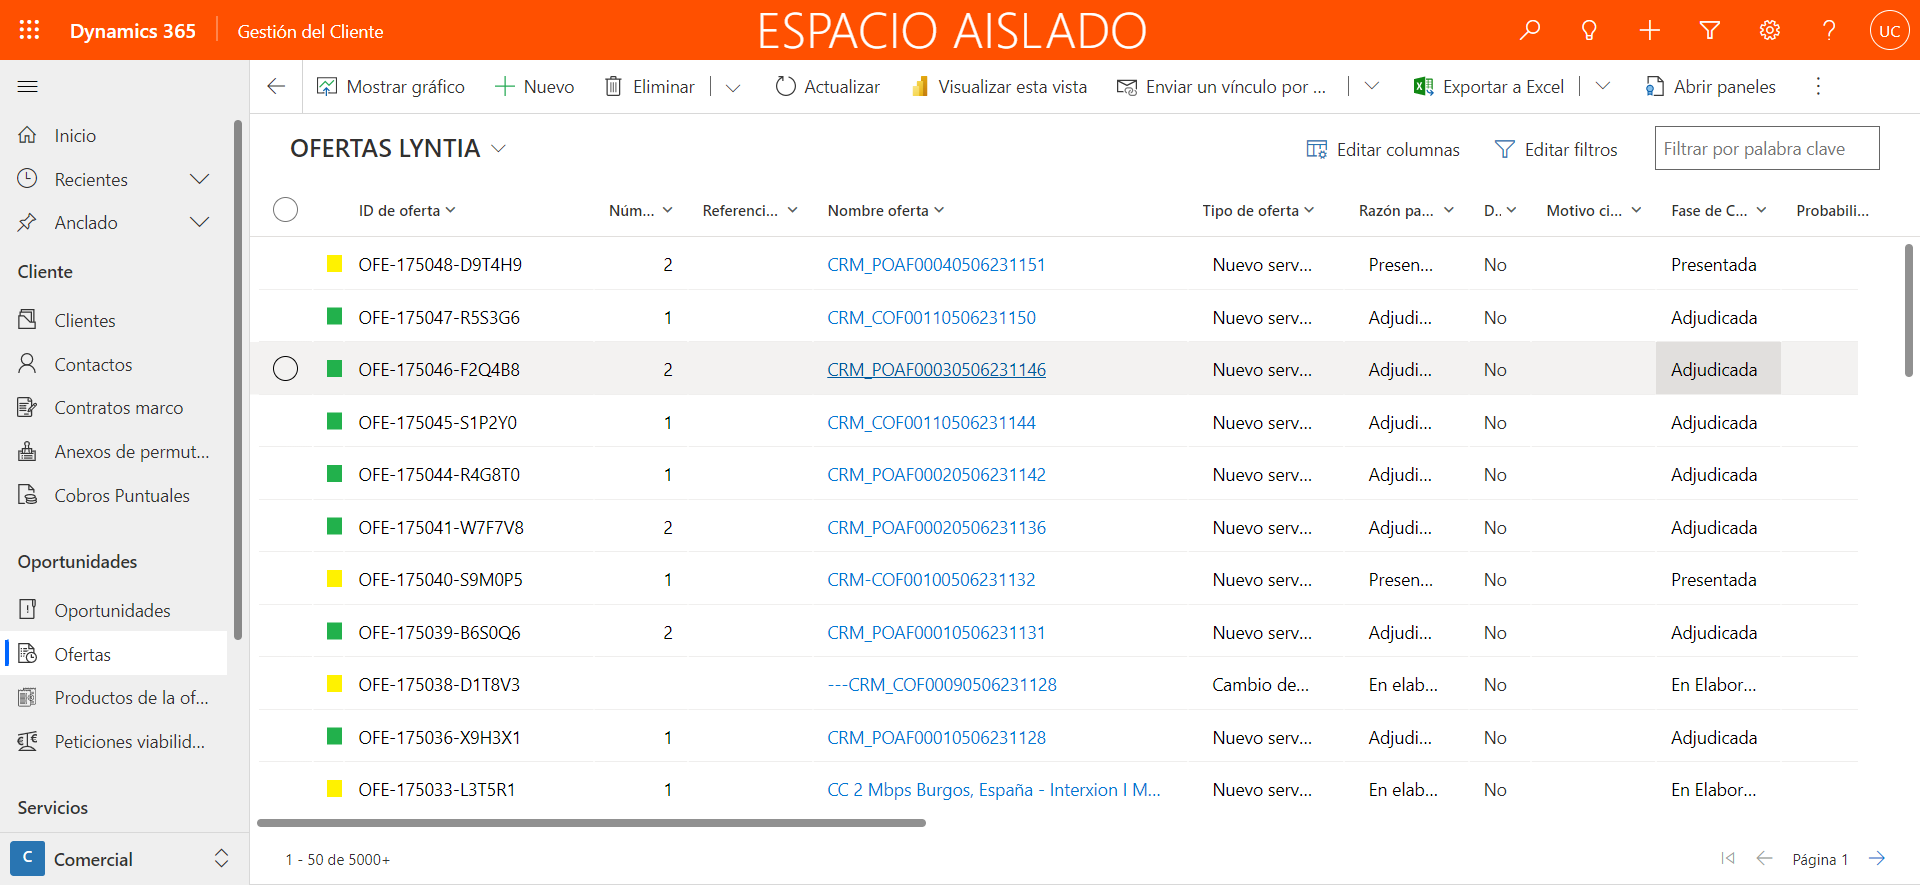 Dynamics 365
Gestión del Cliente
ESPACIO AISLADO
UC
Mostrar gráfico
Nuevo
Eliminar
Actualizar
Visualizar esta vista
Enviar un vínculo por ...
Exportar a Excel
Abrir paneles
Inicio
Recientes
Anclado
Cliente
Clientes
Contactos
Contratos marco
Anexos de permut...
Cobros Puntuales
Oportunidades
Oportunidades
Ofertas
Productos de la of...
Peticiones viabilid...
Servicios
C Comercial
OFERTAS LYNTIA
Editar columnas
Editar filtros
Filtrar por palabra clave
ID de oferta Núm... Referenci... Nombre oferta Tipo de oferta Razón pa... D.. Motivo ci... Fase de C... Probabili...
OFE-175048-D9T4H9 2 CRM_POAF00040506231151 Nuevo serv... Presen... No Presentada
OFE-175047-R5S3G6 1 CRM_COF00110506231150 Nuevo serv... Adjudi... No Adjudicada
OFE-175046-F2Q4B8 2 CRM_POAF00030506231146 Nuevo serv... Adjudi... No Adjudicada
OFE-175045-S1P2Y0 1 CRM_COF00110506231144 Nuevo serv... Adjudi... No Adjudicada
OFE-175044-R4G8T0 1 CRM_POAF00020506231142 Nuevo serv... Adjudi... No Adjudicada
OFE-175041-W7F7V8 2 CRM_POAF00020506231136 Nuevo serv... Adjudi... No Adjudicada
OFE-175040-S9M0P5 1 CRM-COF00100506231132 Nuevo serv... Presen... No Presentada
OFE-175039-B6S0Q6 2 CRM_POAF00010506231131 Nuevo serv... Adjudi... No Adjudicada
OFE-175038-D1T8V3 ---CRM_COF00090506231128 Cambio de... En elab... No En Elabor...
OFE-175036-X9H3X1 1 CRM_POAF00010506231128 Nuevo serv... Adjudi... No Adjudicada
OFE-175033-L3T5R1 1 CC 2 Mbps Burgos, España - Interxion I M... Nuevo serv... En elab... No En Elabor...
1 - 50 de 5000+
Página 1